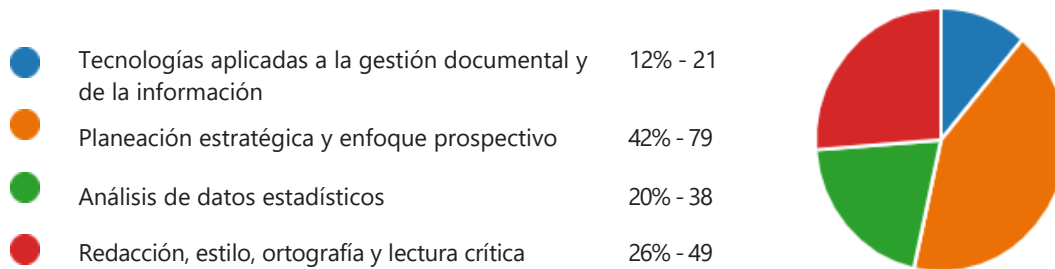 Tecnologías aplicadas a la gestión documental y 12% - 21
de la información
Planeación estratégica y enfoque prospectivo 42% - 79
Análisis de datos estadísticos 20% - 38
Redacción, estilo, ortografía y lectura crítica 26% - 49